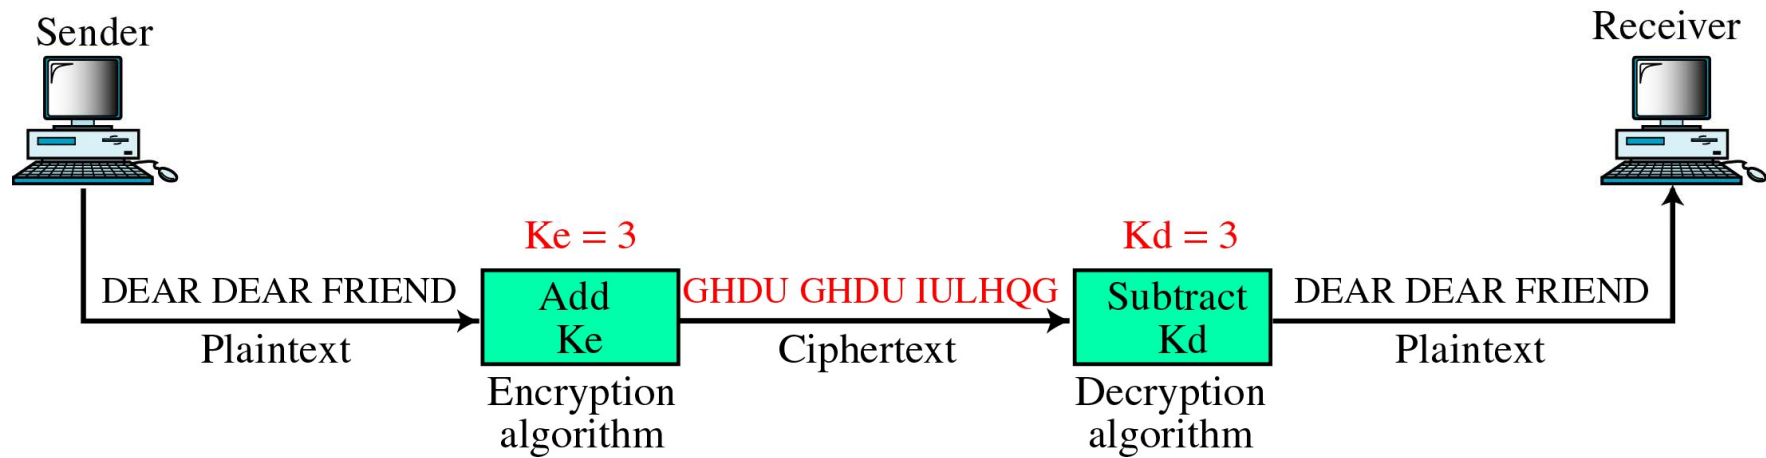 Sender
Receiver
Ke = 3
Kd = 3
DEAR DEAR FRIEND
Add
Ke
GHDU GHDU IULHQG
Subtract
Kd
DEAR DEAR FRIEND
Plaintext
Ciphertext
Plaintext
Encryption
algorithm
Decryption
algorithm